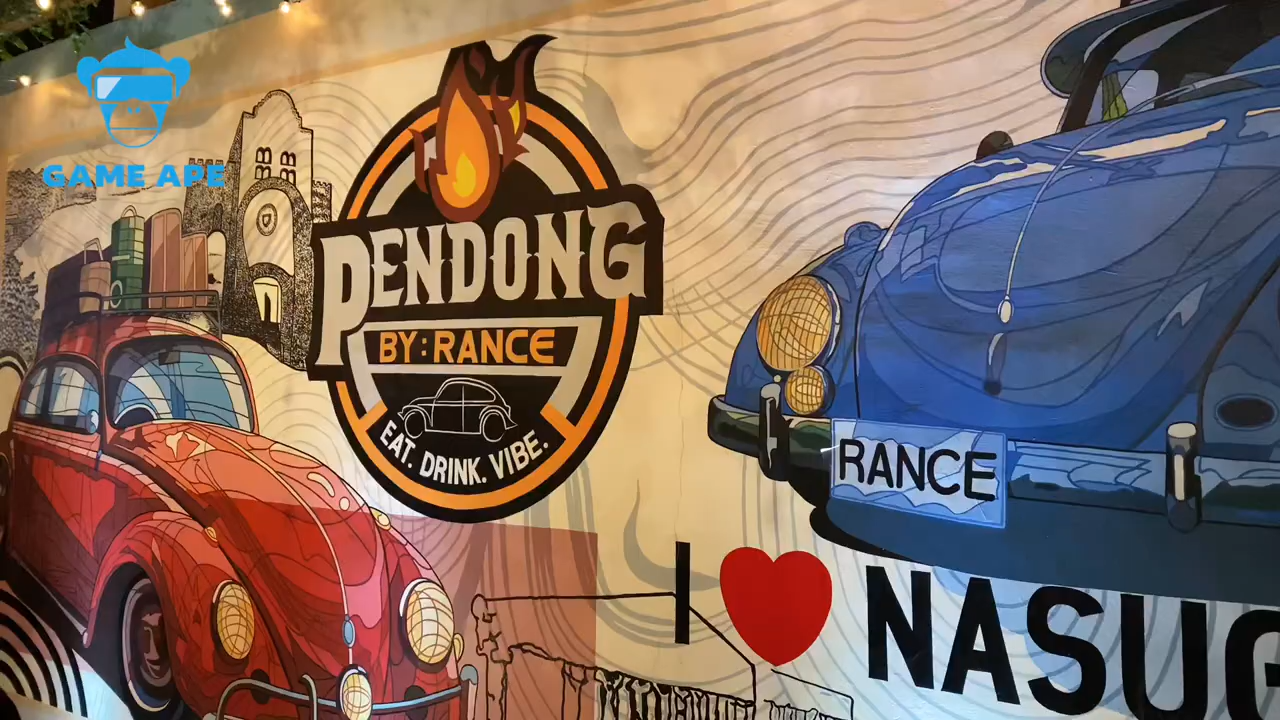 GAME APE
PENDONG
BY: RANCE
EAT. DRINK. VIBE.
RANCE
I ❤ NASUG